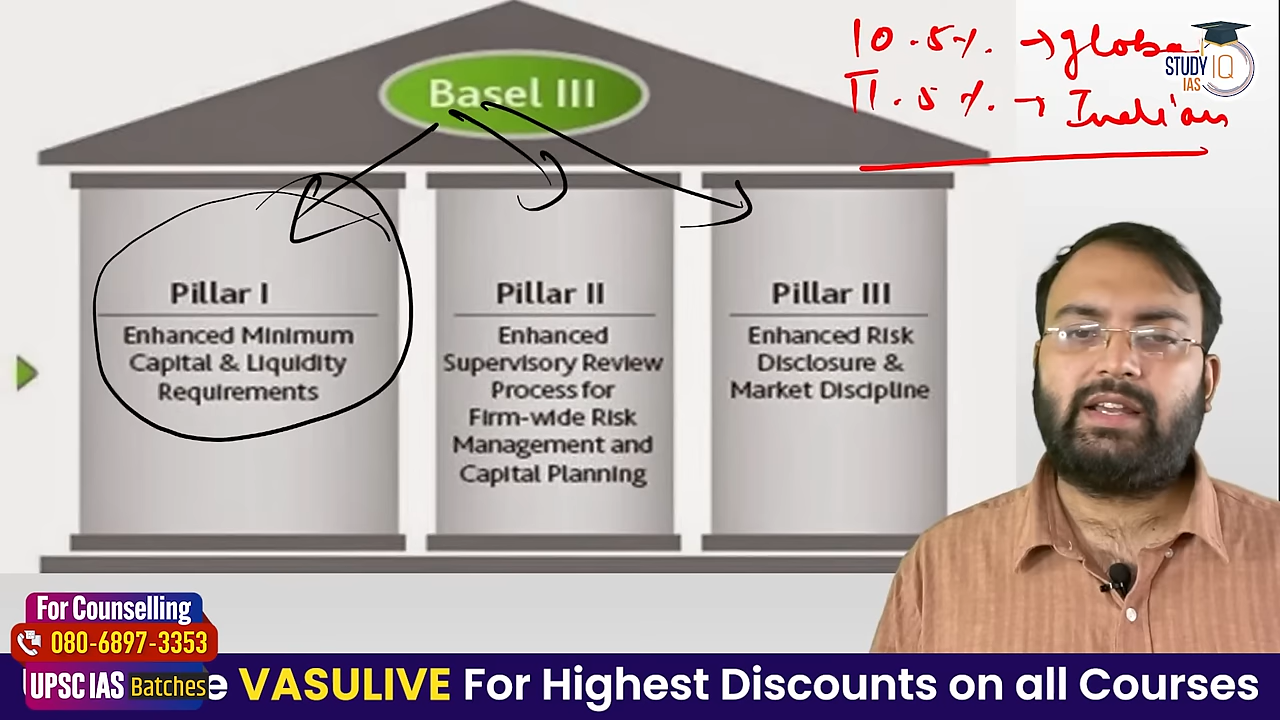 10.5% → global
11.5% → Indian
STUDY IQ
IAS
Basel III
Pillar I
Enhanced Minimum
Capital & Liquidity
Requirements
Pillar II
Enhanced
Supervisory Review
Process for
Firm-wide Risk
Management and
Capital Planning
Pillar III
Enhanced Risk
Disclosure &
Market Discipline
For Counselling
080-6897-3353
UPSC IAS Batches
VASULIVE For Highest Discounts on all Courses